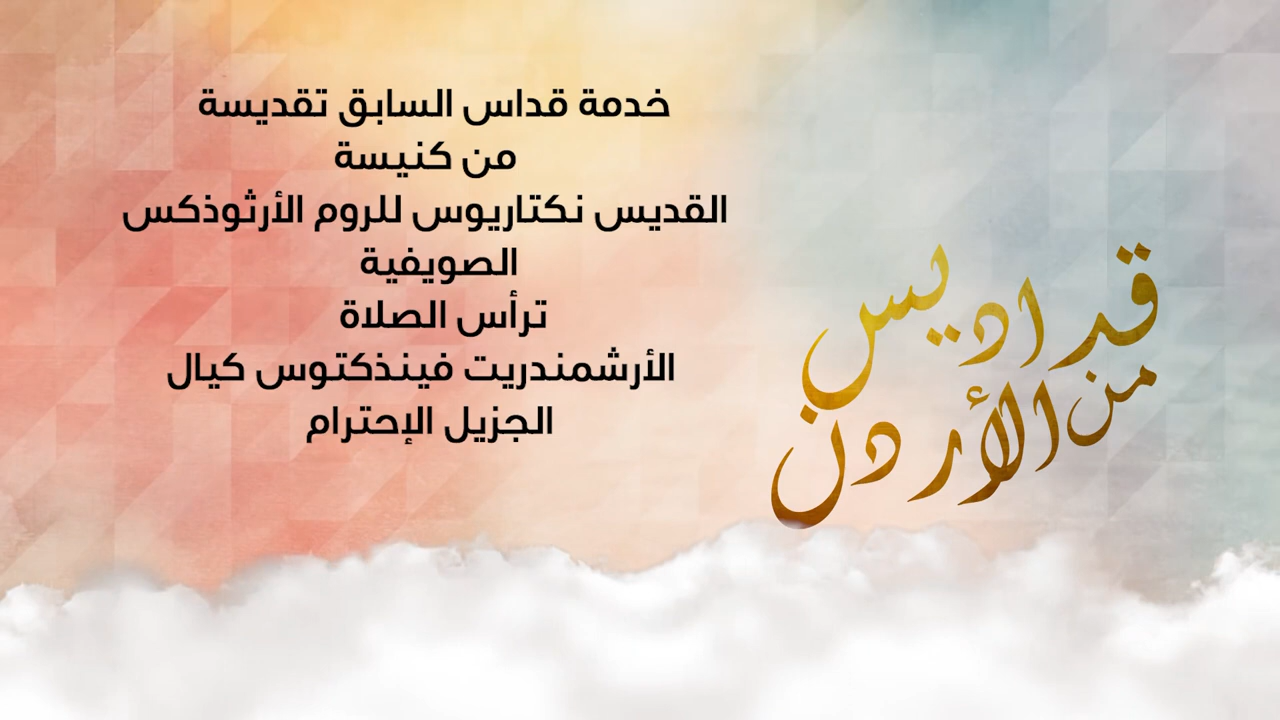 خدمة قداس السابق تقديسة
من كنيسة
القديس نكتاريوس للروم الأرثوذكس
الصويفية
ترأس الصلاة
الأرشمندريت فينذكتوس كيال
الجزيل الإحترام
قداديس
من الأردن